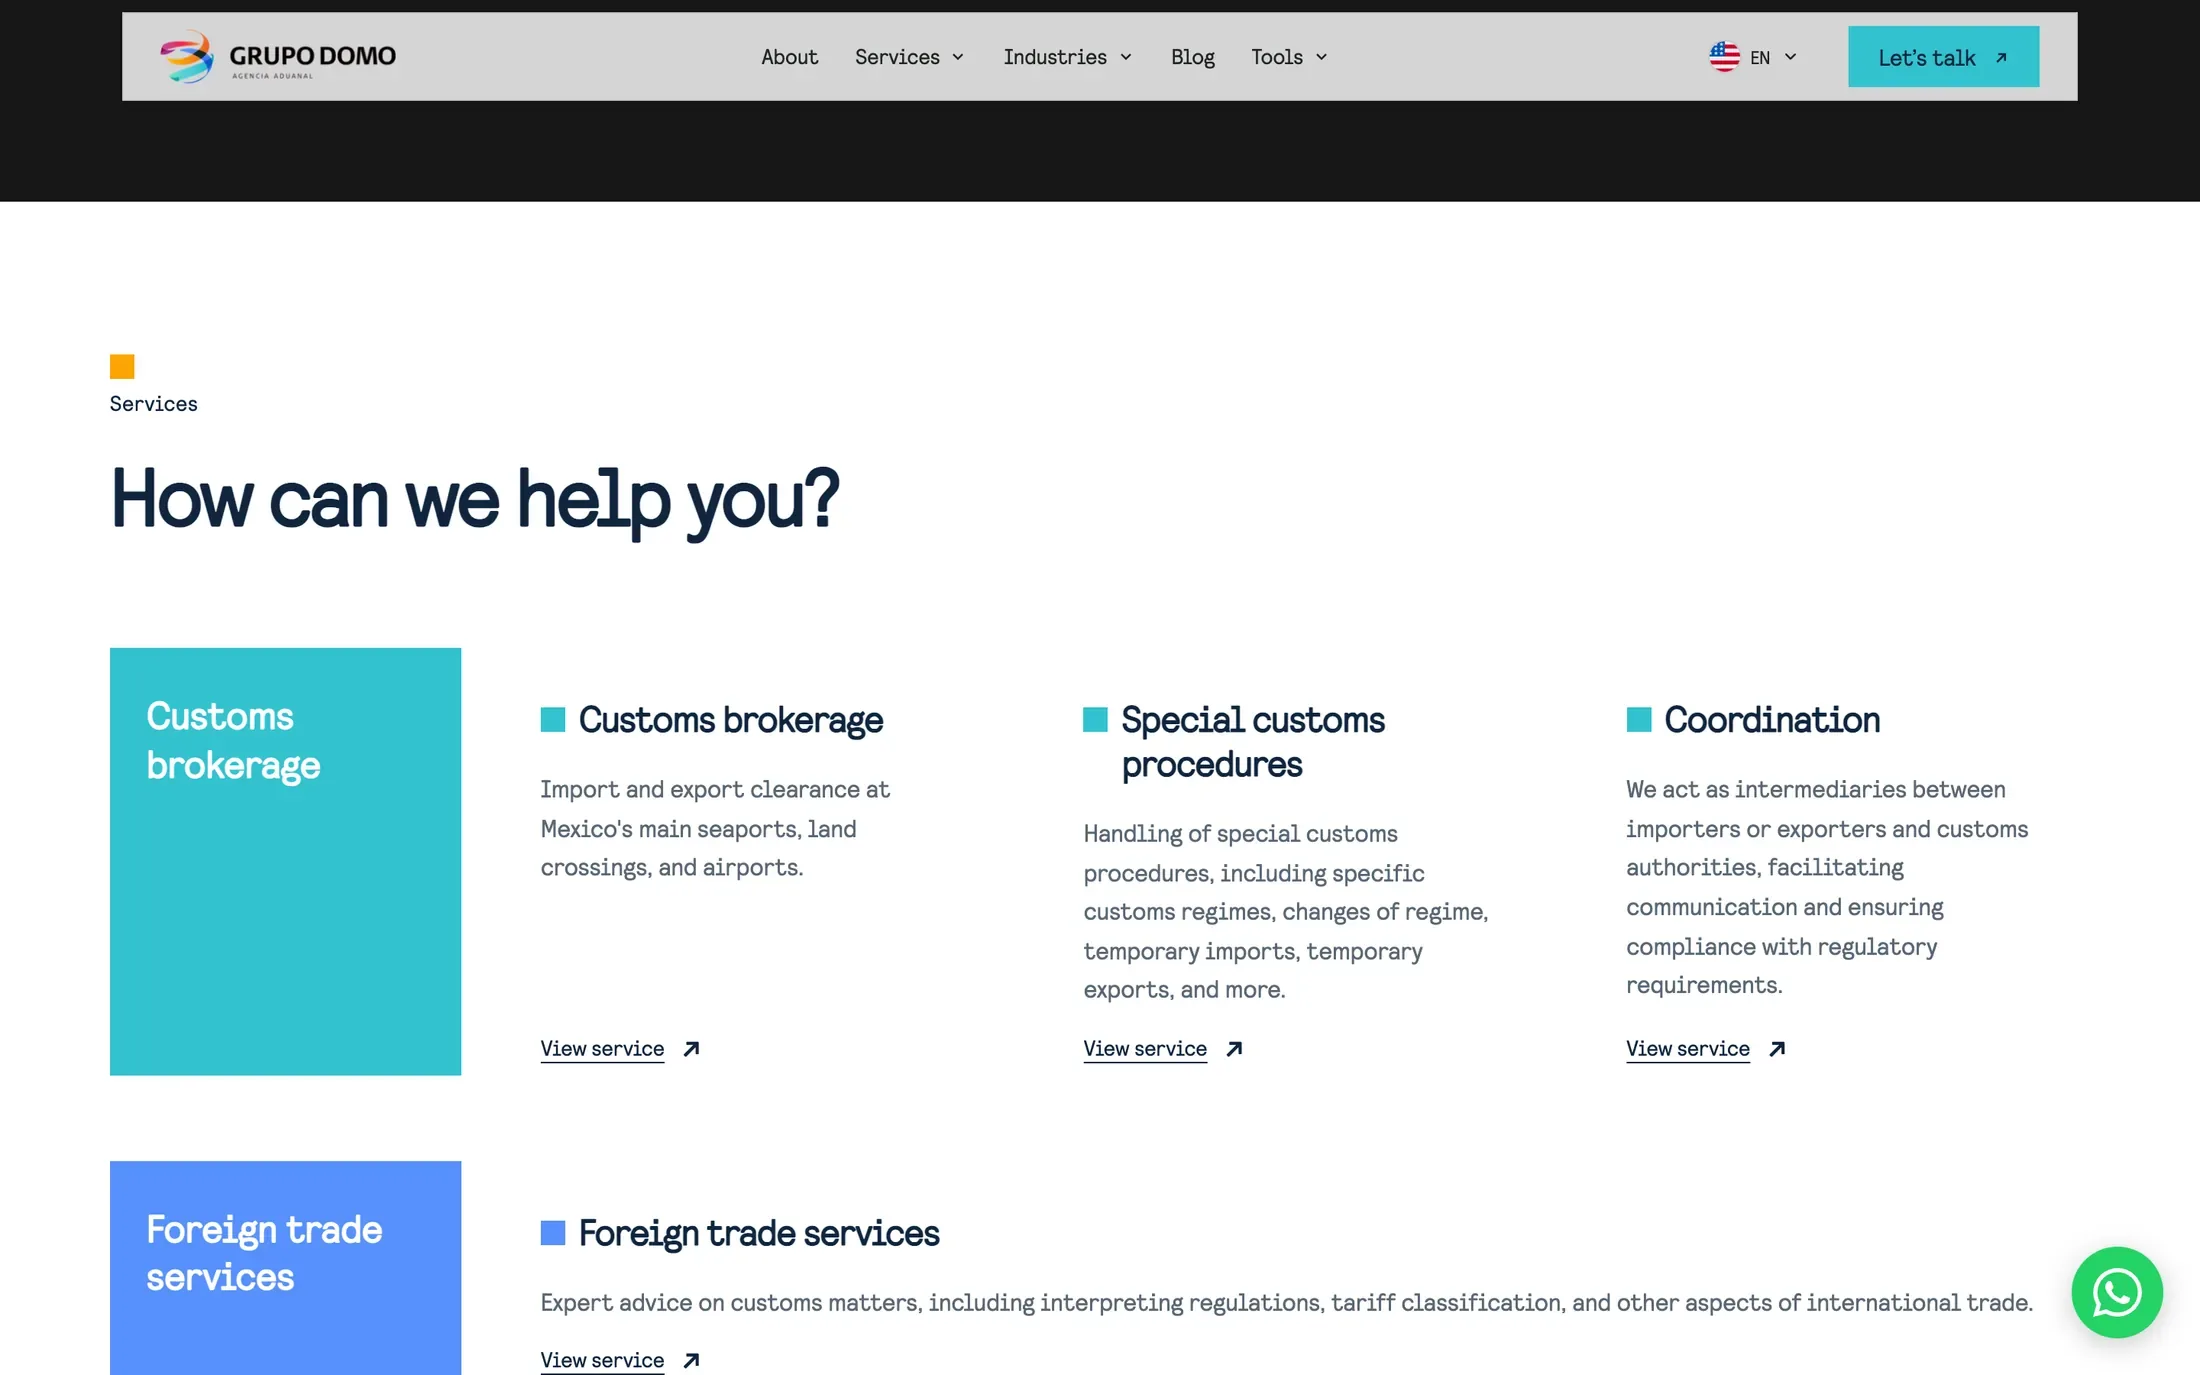 GRUPO DOMO
AGENCIA ADUANAL
About
Services
Industries
Blog
Tools
EN
Let's talk
Services
How can we help you?
Customs
brokerage
Customs brokerage
Import and export clearance at
Mexico's main seaports, land
crossings, and airports.
View service
Special customs
procedures
Handling of special customs
procedures, including specific
customs regimes, changes of regime,
temporary imports, temporary
exports, and more.
View service
Coordination
We act as intermediaries between
importers or exporters and customs
authorities, facilitating
communication and ensuring
compliance with regulatory
requirements.
View service
Foreign trade
services
Foreign trade services
Expert advice on customs matters, including interpreting regulations, tariff classification, and other aspects of international trade.
View service